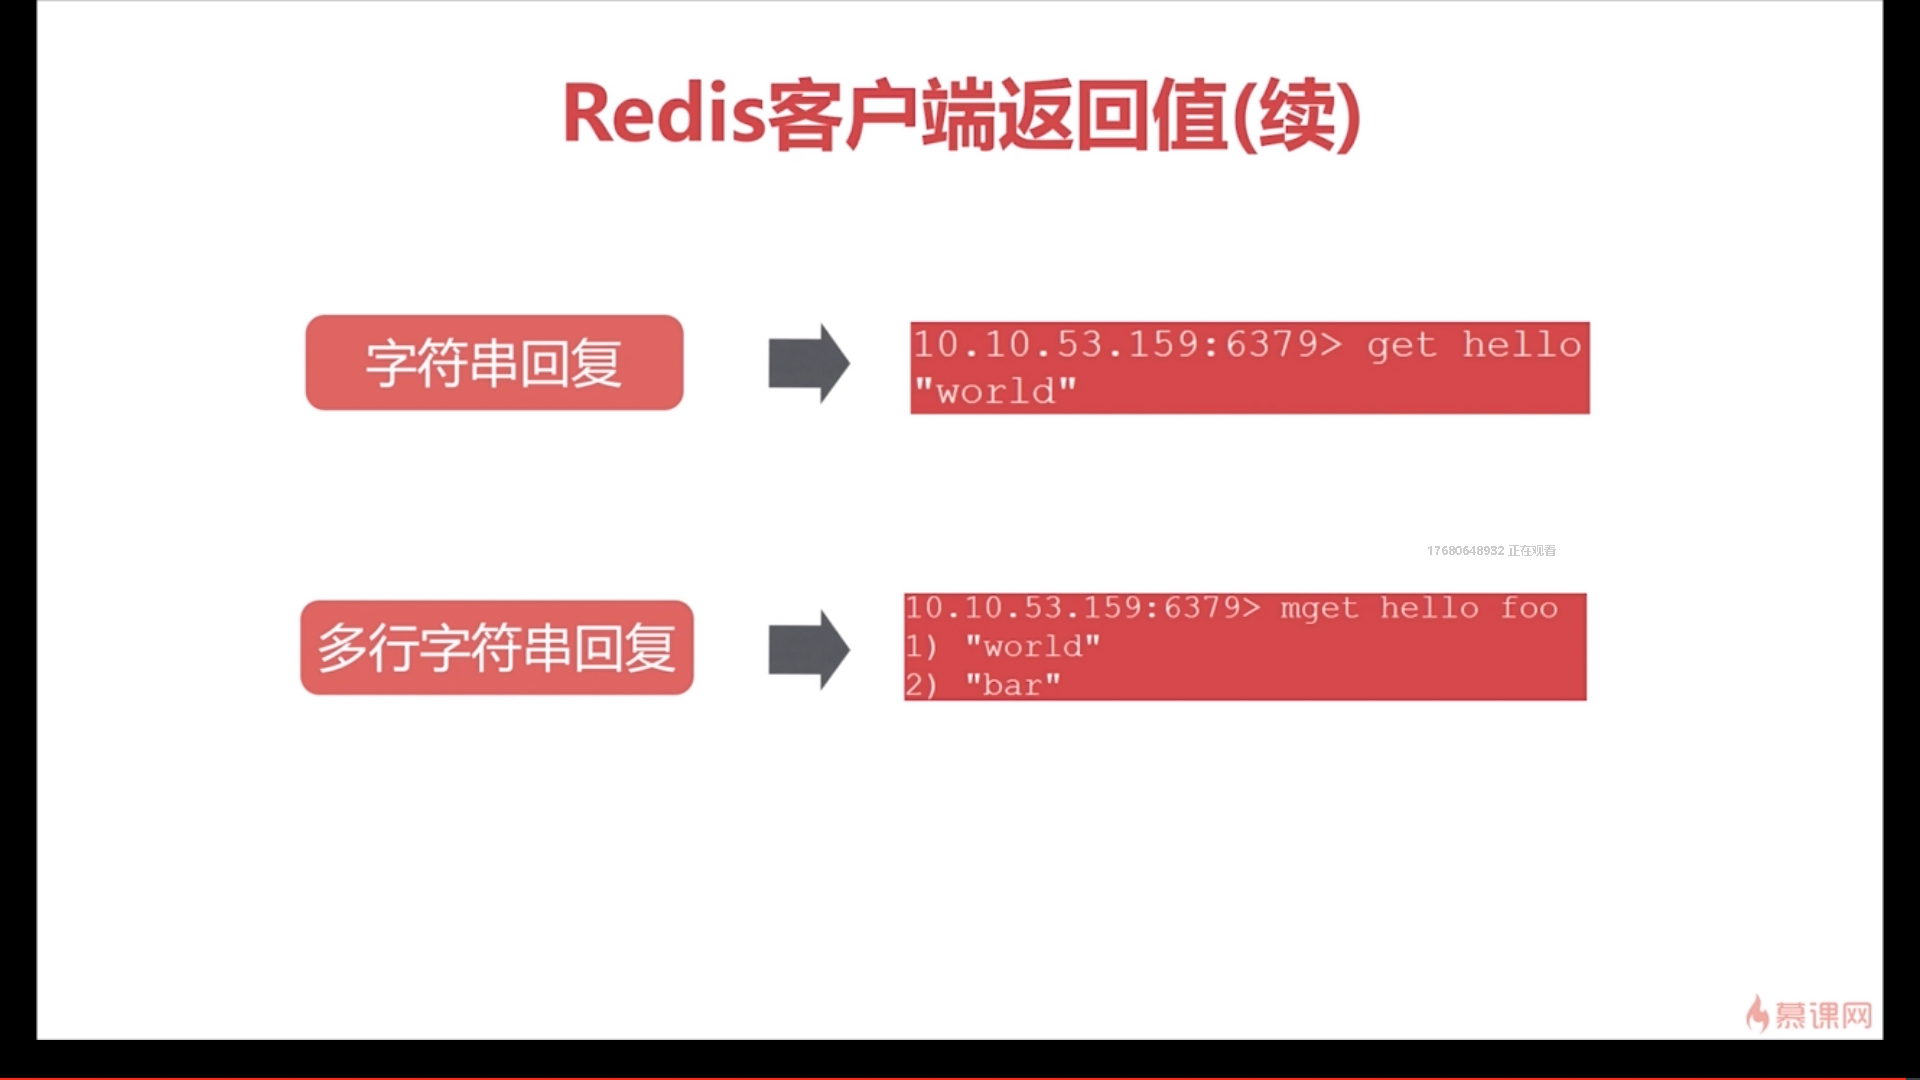 Redis客户端返回值(续)
字符串回复
10.10.53.159:6379> get hello
"world"
17680648932 正在观看
多行字符串回复
10.10.53.159:6379> mget hello foo
1) "world"
2) "bar"
慕课网